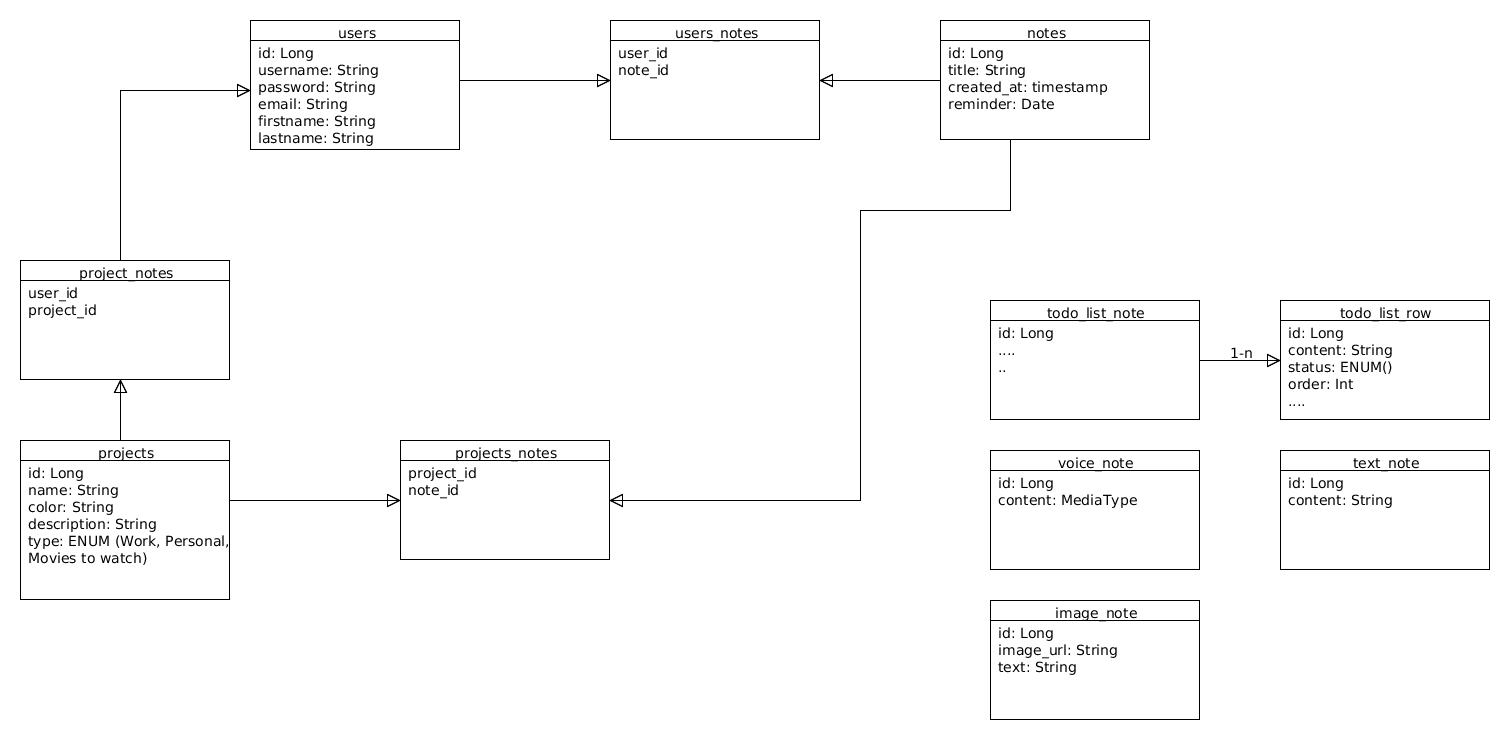 users
id: Long
username: String
password: String
email: String
firstname: String
lastname: String
users_notes
user_id
note_id
notes
id: Long
title: String
created_at: timestamp
reminder: Date
project_notes
user_id
project_id
todo_list_note
id: Long
....
..
1-n
todo_list_row
id: Long
content: String
status: ENUM()
order: Int
....
projects
id: Long
name: String
color: String
description: String
type: ENUM (Work, Personal,
Movies to watch)
projects_notes
project_id
note_id
voice_note
id: Long
content: MediaType
text_note
id: Long
content: String
image_note
id: Long
image_url: String
text: String